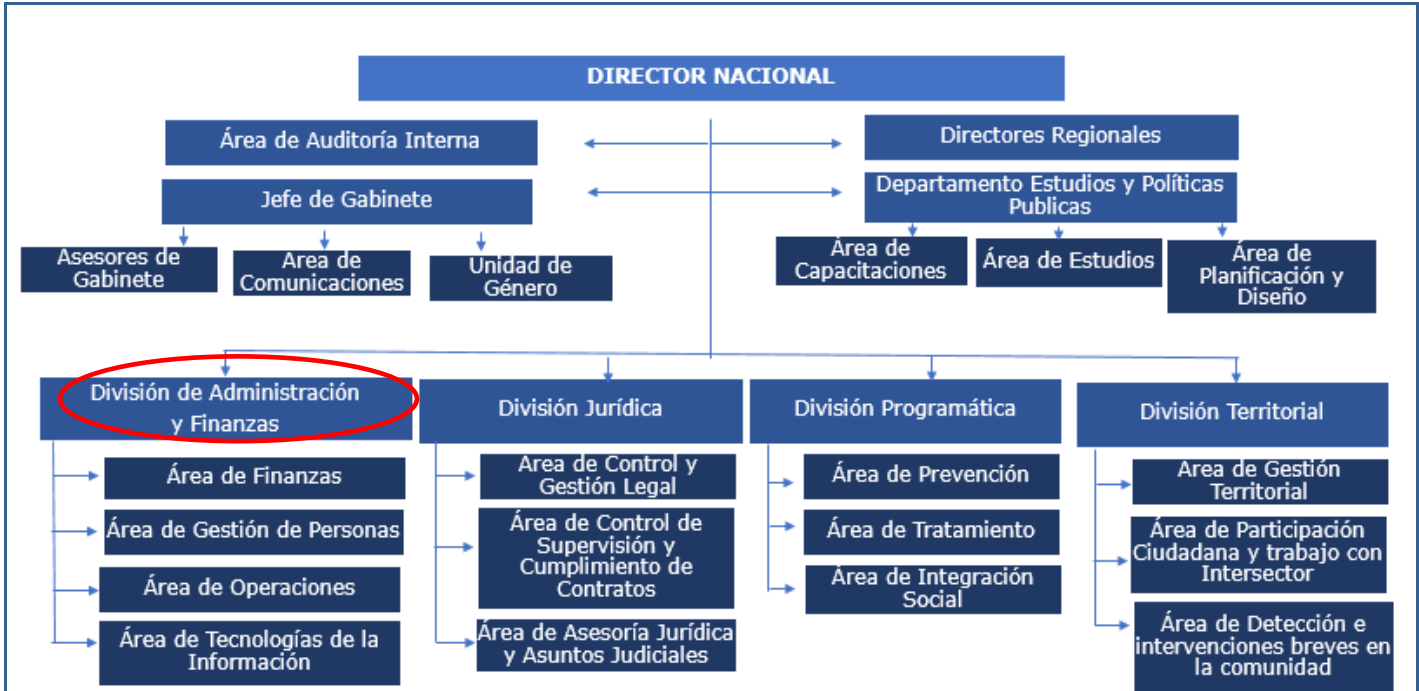 DIRECTOR NACIONAL
Área de Auditoría Interna
Directores Regionales
Jefe de Gabinete
Departamento Estudios y Políticas
Publicas
Asesores de
Gabinete
Area de
Comunicaciones
Unidad de
Género
Área de
Capacitaciones
Área de Estudios
Área de
Planificación y
Diseño
División de Administración
y Finanzas
Área de Finanzas
Área de Gestión de Personas
Área de Operaciones
Área de Tecnologías de la
Información
División Jurídica
Area de Control y
Gestión Legal
Área de Control de
Supervisión y
Cumplimiento de
Contratos
Área de Asesoría Jurídica
y Asuntos Judiciales
División Programática
Área de Prevención
Área de Tratamiento
Área de Integración
Social
División Territorial
Area de Gestión
Territorial
Área de Participación
Ciudadana y trabajo con
Intersector
Área de Detección e
intervenciones breves en
la comunidad